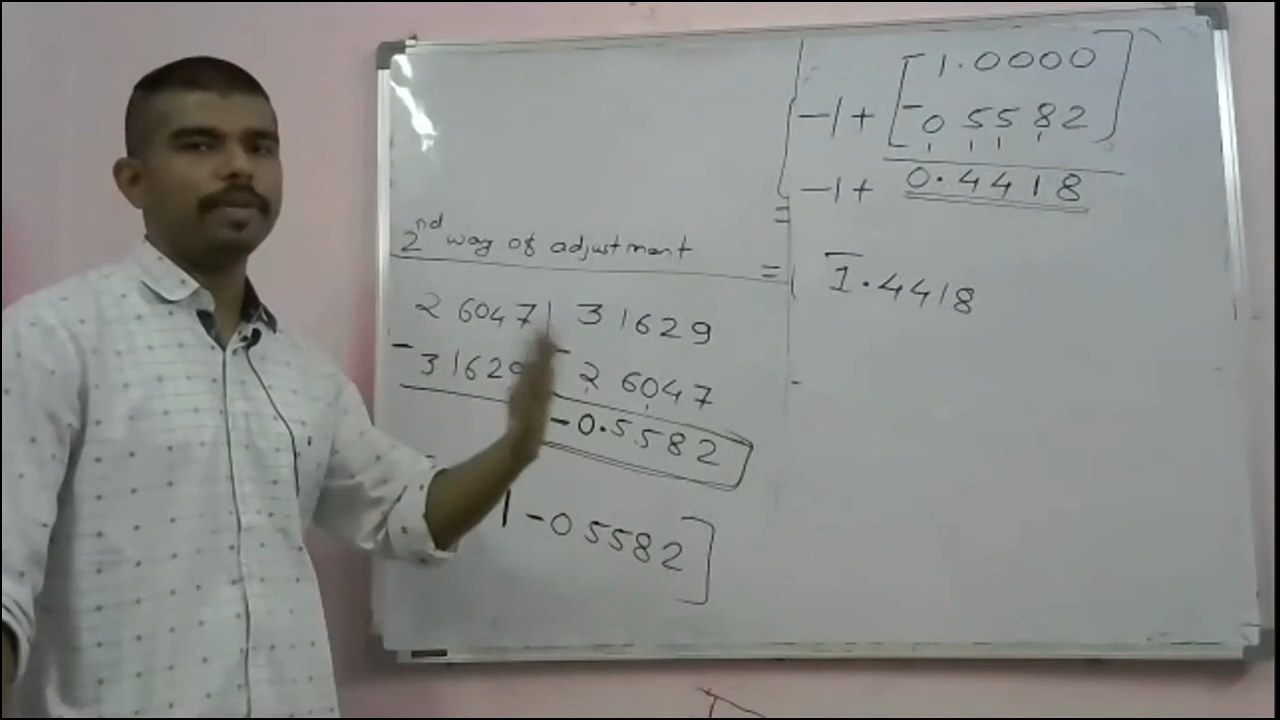 2nd way of adjustment
2 6047 | 3 1629
- 3 1629 - 2 6047
- 0.5582
1 - 0 5582]
-1 + [1.0000
- 0 5582]
= -1 + 0.4418
= 1̅.4418